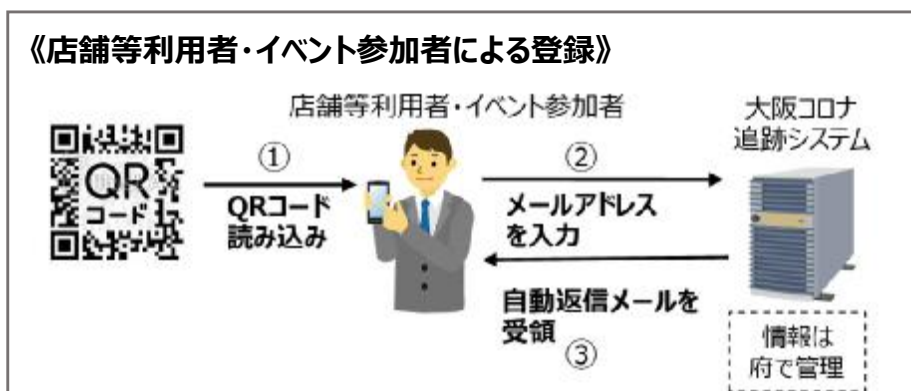 《店舗等利用者・イベント参加者による登録》
店舗等利用者・イベント参加者
大阪コロナ
追跡システム
QR
コード
①
QRコード
読み込み
②
メールアドレス
を入力
自動返信メールを
受領
③
情報は
府で管理